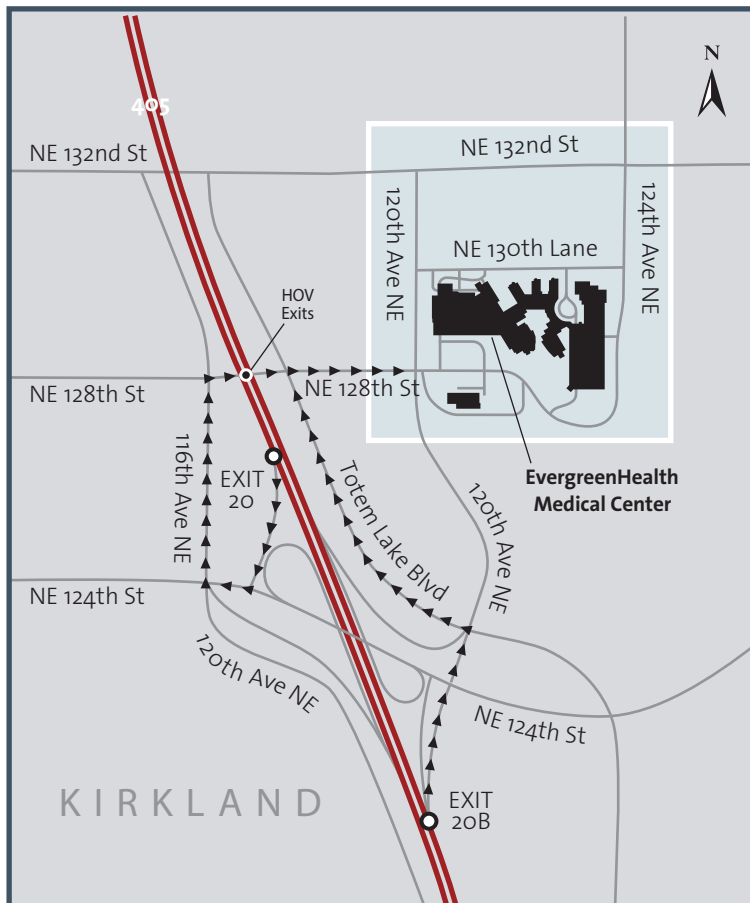 N
405
NE 132nd St
NE 132nd St
120th Ave NE
124th Ave NE
NE 130th Lane
HOV
Exits
NE 128th St
NE 128th St
116th Ave NE
EXIT
20
Totem Lake Blvd
EvergreenHealth
Medical Center
120th Ave NE
NE 124th St
120th Ave NE
NE 124th St
KIRKLAND
EXIT
20B